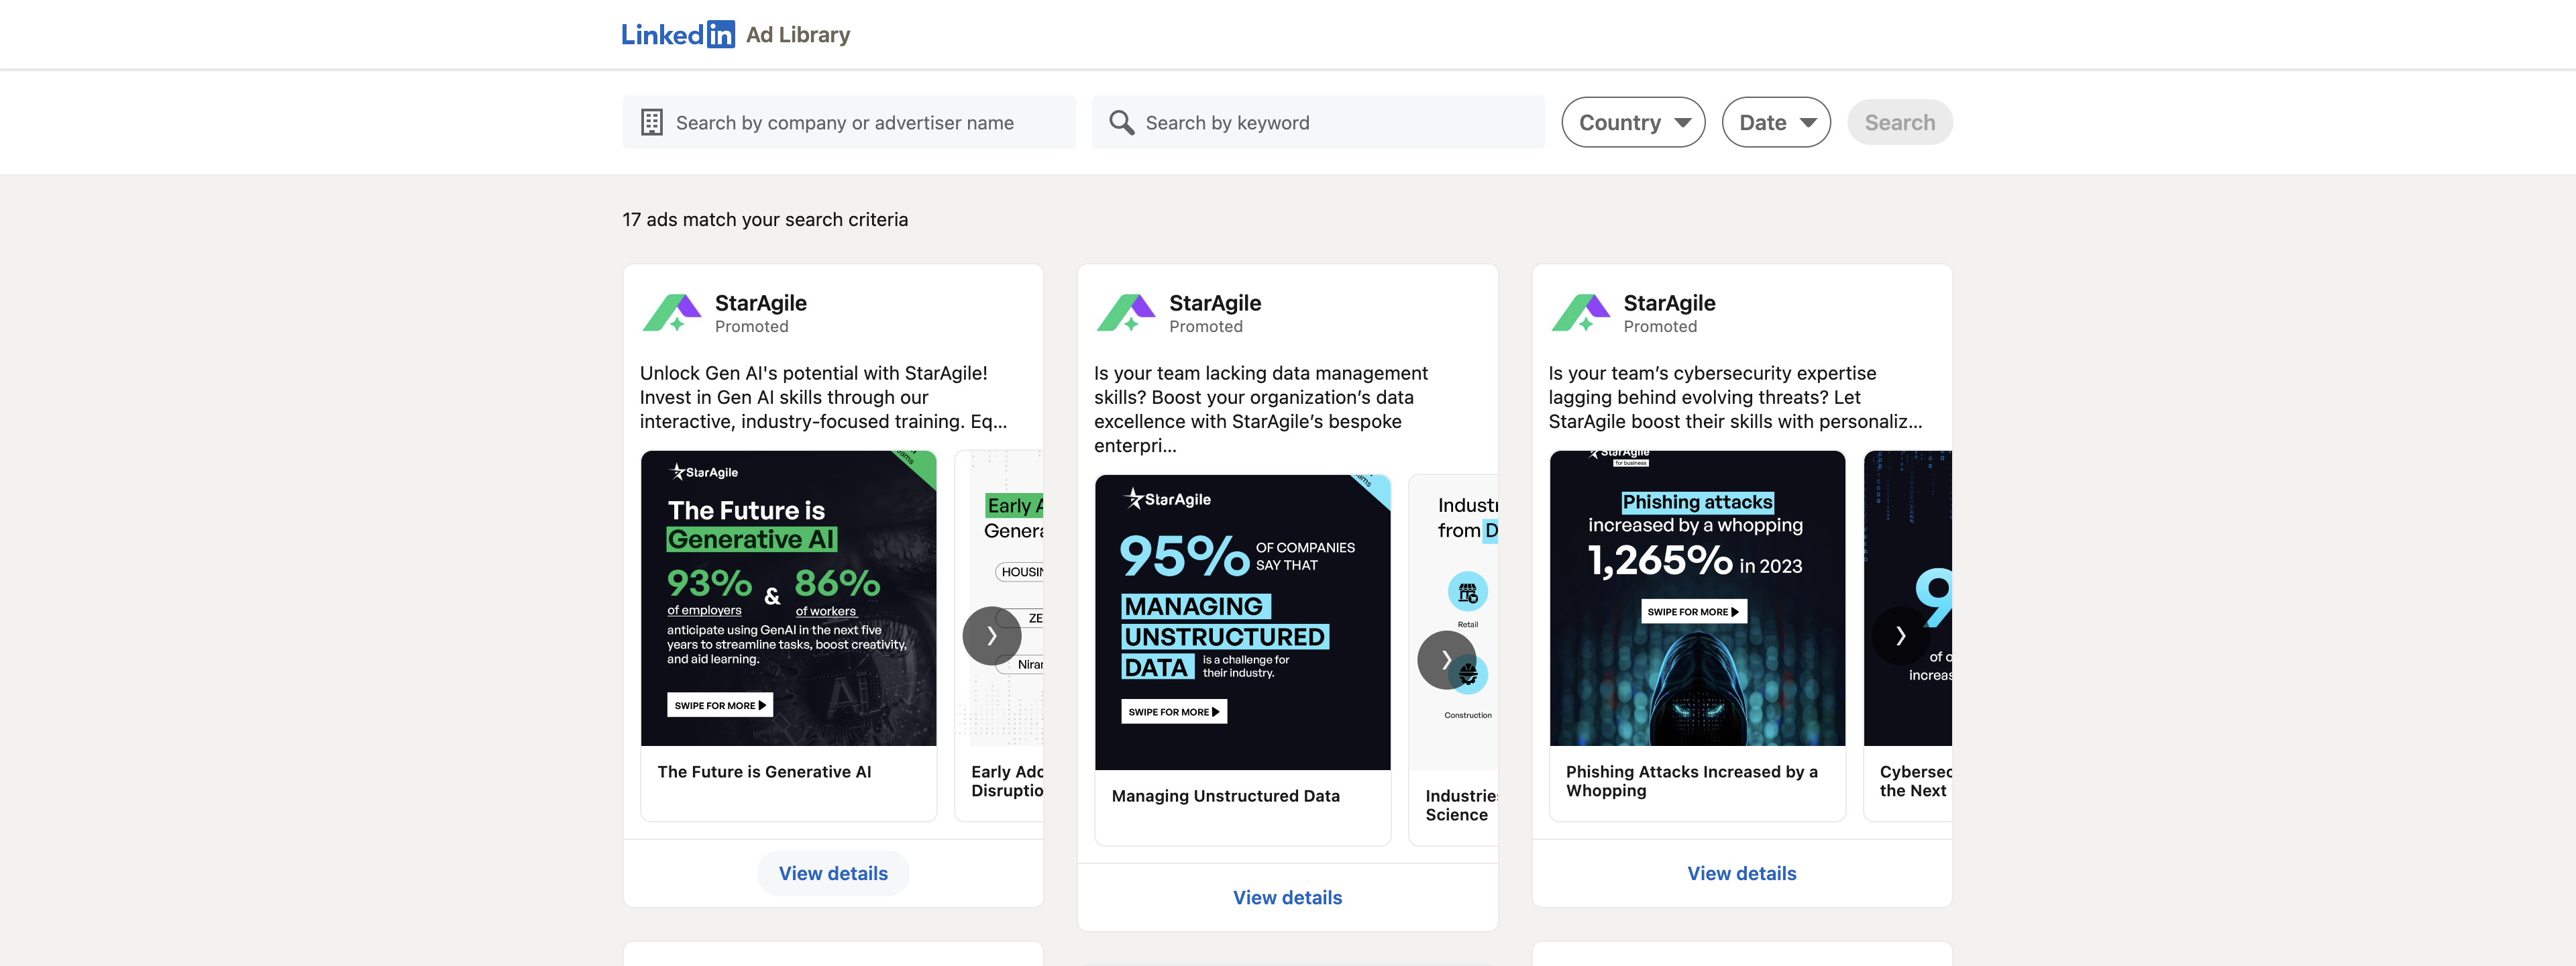 LinkedIn Ad Library
Search by company or advertiser name
Search by keyword
Country
Date
Search
17 ads match your search criteria
StarAgile
Promoted
Unlock Gen AI's potential with StarAgile!
Invest in Gen AI skills through our
interactive, industry-focused training. Eq...
StarAgile
The Future is
Generative AI
93% & 86%
of employers of workers
anticipate using GenAI in the next five
years to streamline tasks, boost creativity,
and aid learning.
SWIPE FOR MORE
The Future is Generative AI
Early A
Genera
HOUSIN
ZE
Niran
Early Ado
Disruptio
View details
StarAgile
Promoted
Is your team lacking data management
skills? Boost your organization’s data
excellence with StarAgile’s bespoke
enterpri...
StarAgile
95% OF COMPANIES
SAY THAT
MANAGING
UNSTRUCTURED
DATA is a challenge for
their industry.
SWIPE FOR MORE
Managing Unstructured Data
Industr
from D
Retail
Construction
Industries
Science
View details
StarAgile
Promoted
Is your team’s cybersecurity expertise
lagging behind evolving threats? Let
StarAgile boost their skills with personaliz...
StarAgile
for business
Phishing attacks
increased by a whopping
1,265% in 2023
SWIPE FOR MORE
Phishing Attacks Increased by a
Whopping
9
of o
increas
Cybersec
the Next
View details